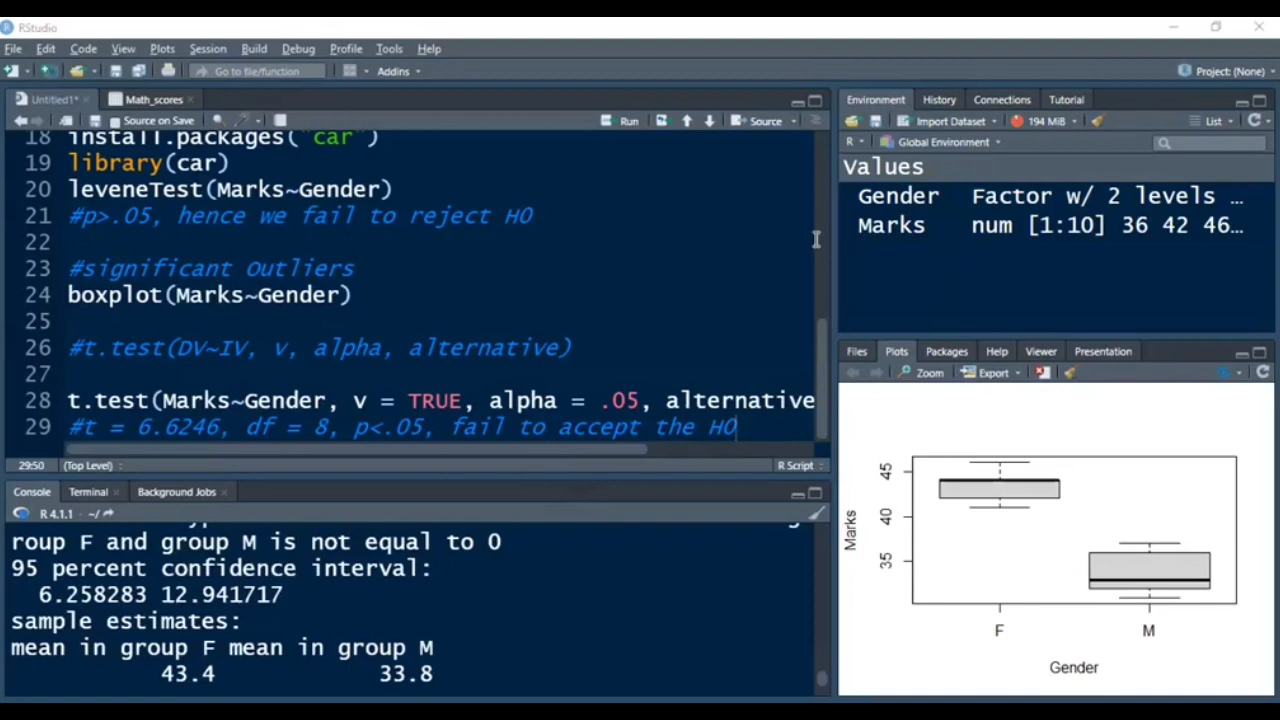 RStudio
File Edit Code View Plots Session Build Debug Profile Tools Help
Go to file/function Addins Project: (None)
Untitled1* Math_scores
Source on Save Run Source
18 install.packages("car")
19 library(car)
20 leveneTest(Marks~Gender)
21 #p>.05, hence we fail to reject H0
22
23 #significant Outliers
24 boxplot(Marks~Gender)
25
26 #t.test(DV~IV, v, alpha, alternative)
27
28 t.test(Marks~Gender, v = TRUE, alpha = .05, alternative
29 #t = 6.6246, df = 8, p<.05, fail to accept the H0
29:50 (Top Level) R Script
Console Terminal Background Jobs
R 4.1.1 · ~/
roup F and group M is not equal to 0
95 percent confidence interval:
6.258283 12.941717
sample estimates:
mean in group F mean in group M
43.4 33.8
Environment History Connections Tutorial
Import Dataset 194 MiB List
R Global Environment
Values
Gender Factor w/ 2 levels …
Marks num [1:10] 36 42 46…
Files Plots Packages Help Viewer Presentation
Zoom Export
Marks
45
40
35
F M
Gender